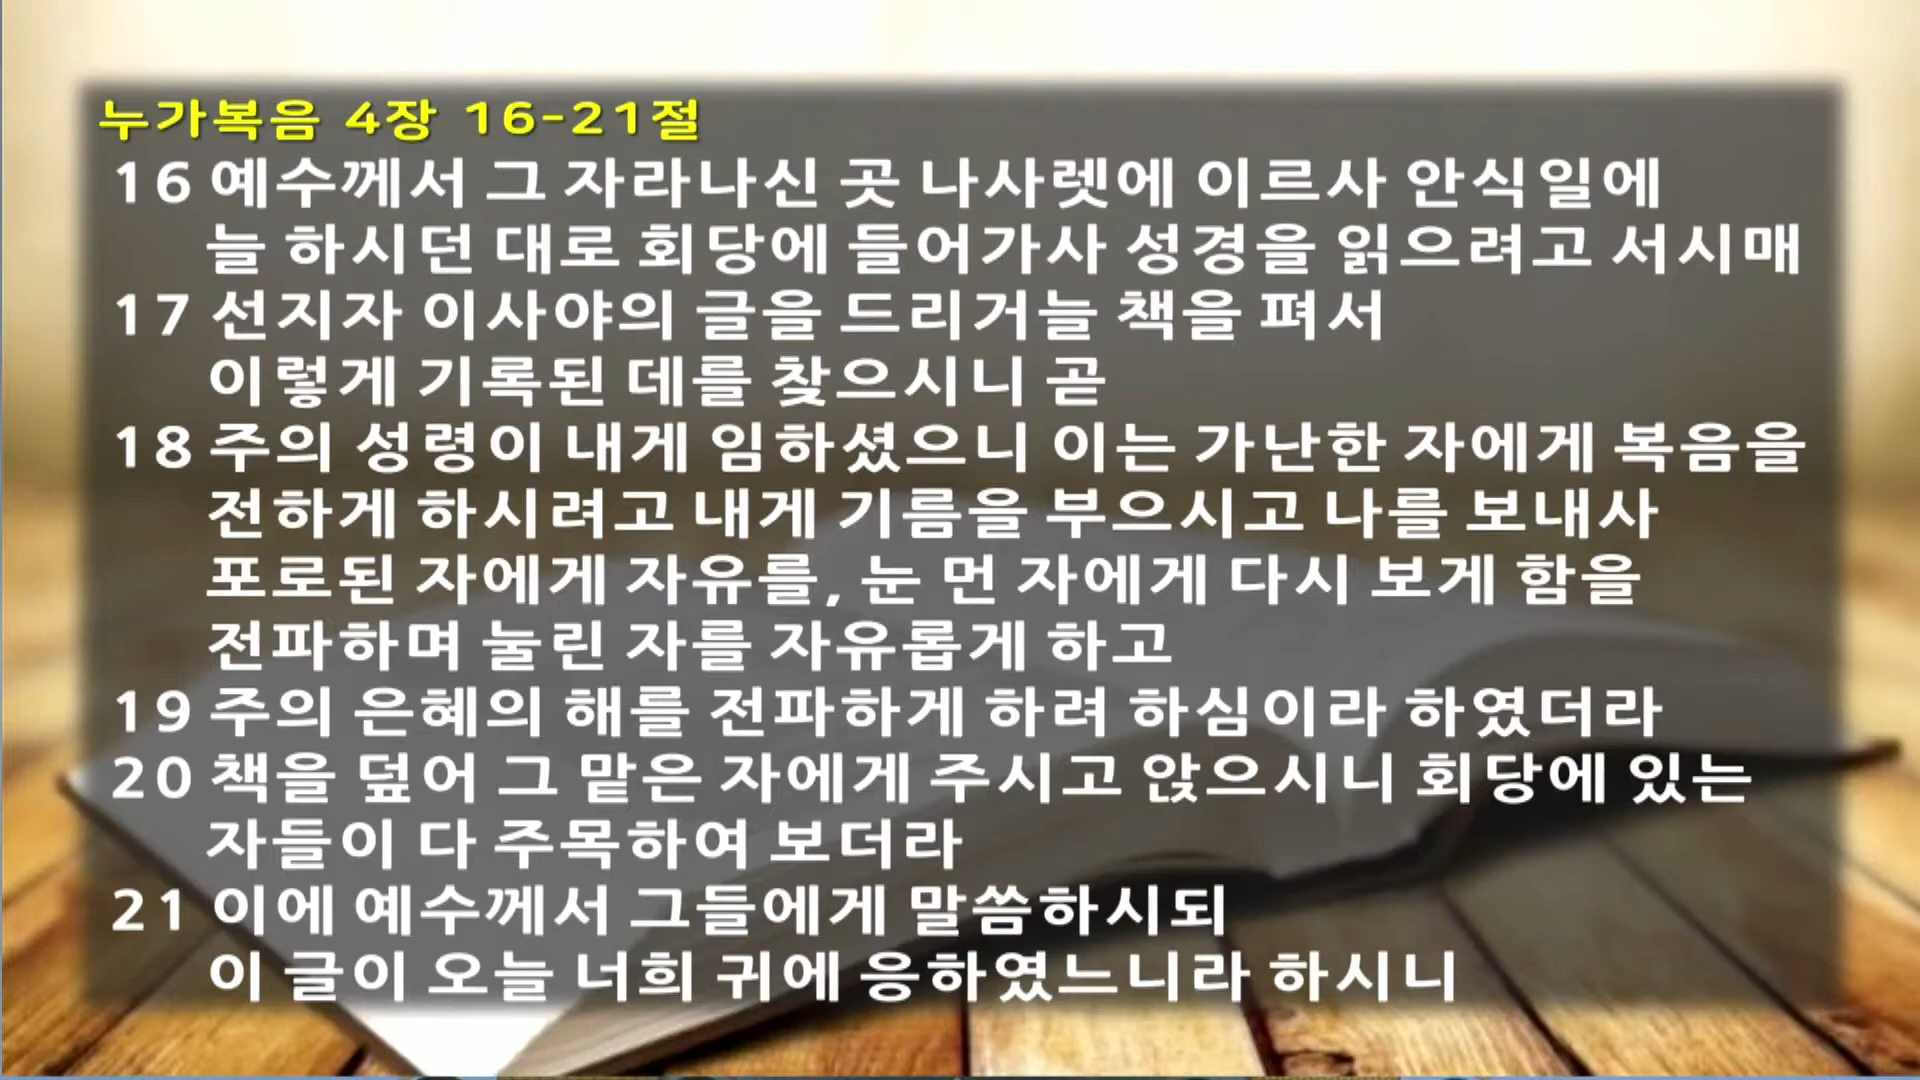 누가복음 4장 16-21절
16 예수께서 그 자라나신 곳 나사렛에 이르사 안식일에
늘 하시던 대로 회당에 들어가사 성경을 읽으려고 서시매
17 선지자 이사야의 글을 드리거늘 책을 펴서
이렇게 기록된 데를 찾으시니 곧
18 주의 성령이 내게 임하셨으니 이는 가난한 자에게 복음을
전하게 하시려고 내게 기름을 부으시고 나를 보내사
포로된 자에게 자유를, 눈 먼 자에게 다시 보게 함을
전파하며 눌린 자를 자유롭게 하고
19 주의 은혜의 해를 전파하게 하려 하심이라 하였더라
20 책을 덮어 그 맡은 자에게 주시고 앉으시니 회당에 있는
자들이 다 주목하여 보더라
21 이에 예수께서 그들에게 말씀하시되
이 글이 오늘 너희 귀에 응하였느니라 하시니